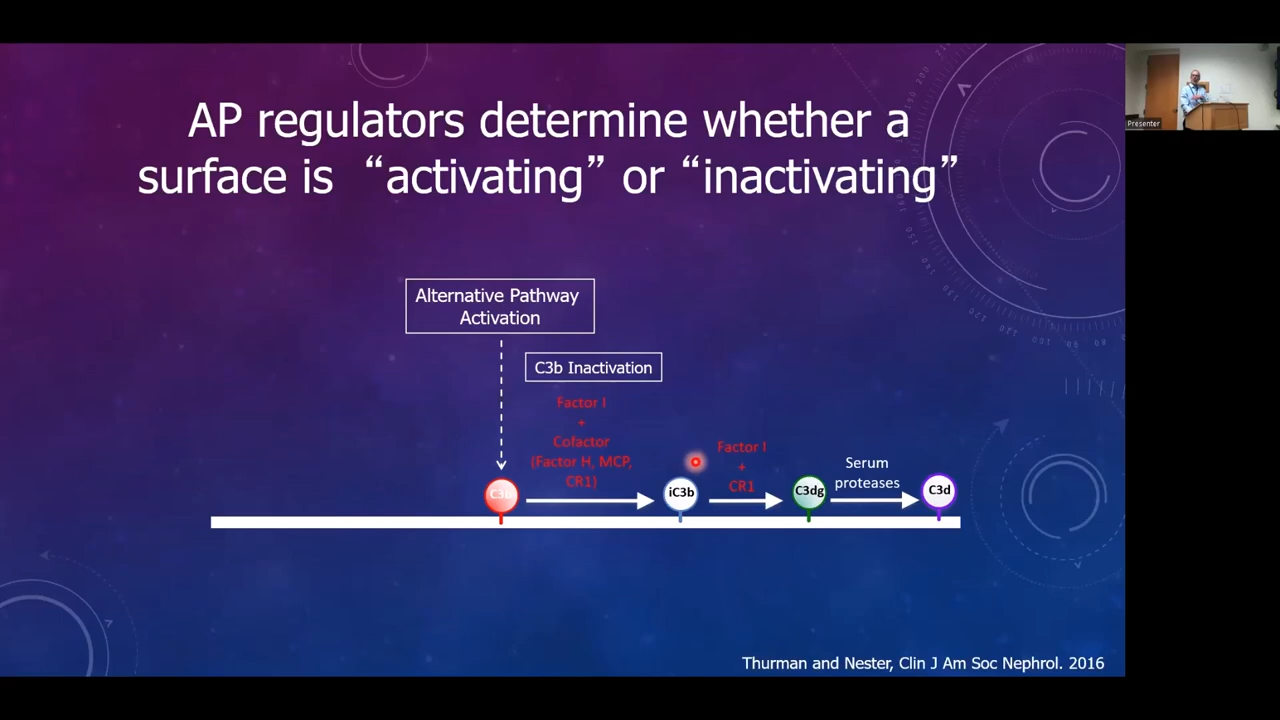 AP regulators determine whether a
surface is “activating” or “inactivating”
Presenter
Alternative Pathway
Activation
C3b Inactivation
Factor I
+
Cofactor
(Factor H, MCP,
CR1)
Factor I
+
CR1
Serum
proteases
C3b
iC3b
C3dg
C3d
Thurman and Nester, Clin J Am Soc Nephrol. 2016